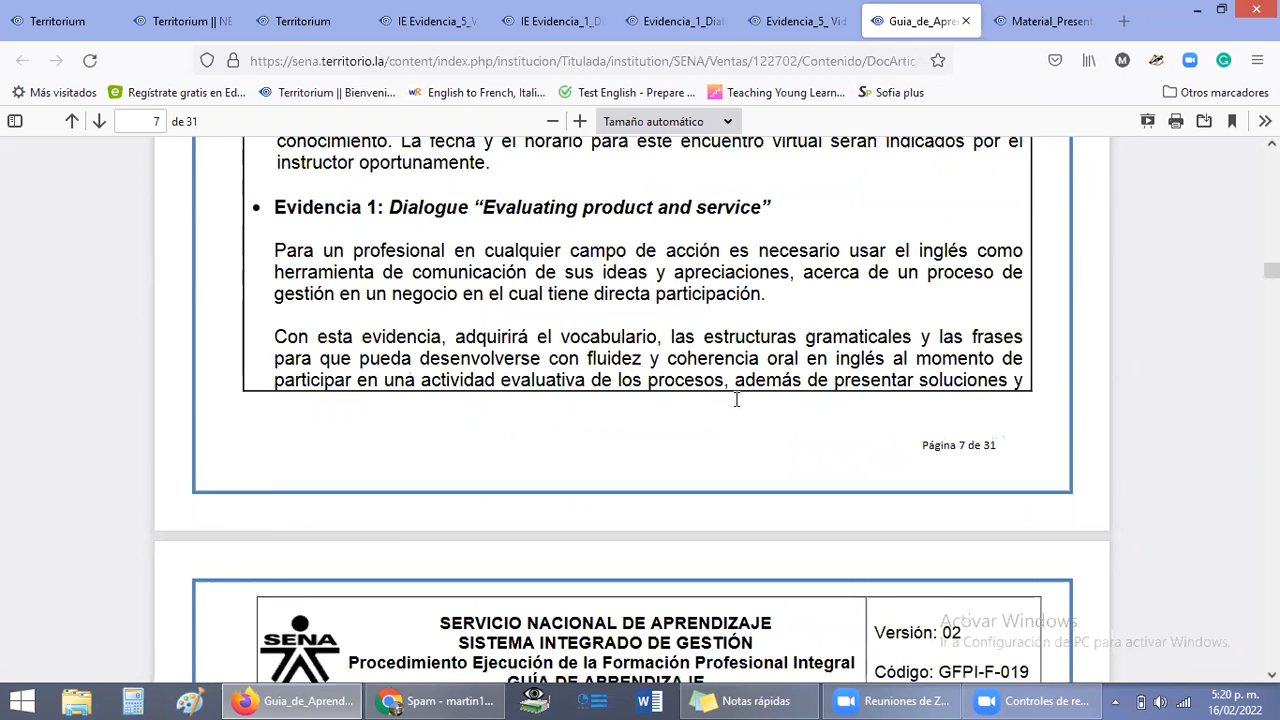 Territorium
Territorium || NE
Territorium
IE Evidencia_5_V
IE Evidencia_1_Di
Evidencia_1_Dial
Evidencia_5_ Vid
Guia_de_Apre
Material_Present
https://sena.territorio.la/content/index.php/institucion/Titulada/institution/SENA/Ventas/122702/Contenido/DocArtic
Más visitados
Regístrate gratis en Ed...
Territorium || Bienveni...
English to French, Itali...
Test English - Prepare ...
Teaching Young Learn...
Sofia plus
Otros marcadores
7 de 31
Tamaño automático
conocimiento. La fecha y el horario para este encuentro virtual serán indicados por el
instructor oportunamente.
• Evidencia 1: Dialogue “Evaluating product and service”
Para un profesional en cualquier campo de acción es necesario usar el inglés como
herramienta de comunicación de sus ideas y apreciaciones, acerca de un proceso de
gestión en un negocio en el cual tiene directa participación.
Con esta evidencia, adquirirá el vocabulario, las estructuras gramaticales y las frases
para que pueda desenvolverse con fluidez y coherencia oral en inglés al momento de
participar en una actividad evaluativa de los procesos, además de presentar soluciones y
Página 7 de 31
SENA
SERVICIO NACIONAL DE APRENDIZAJE
SISTEMA INTEGRADO DE GESTIÓN
Procedimiento Ejecución de la Formación Profesional Integral
GUÍA DE APRENDIZAJE
Versión: 02
Código: GFPI-F-019
Activar Windows
Ir a Configuración de PC para activar Windows.
Guia_de_Aprend...
Spam - martin1...
Notas rápidas
Reuniones de Z...
Controles de re...
5:20 p. m.
16/02/2022